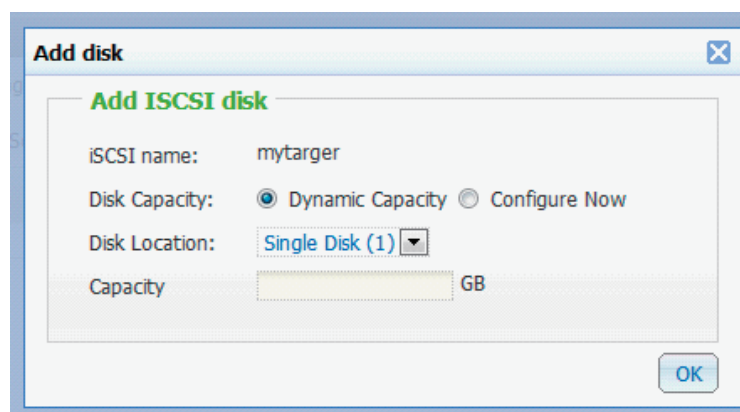 Add disk
Add ISCSI disk
iSCSI name: mytarger
Disk Capacity: Dynamic Capacity Configure Now
Disk Location: Single Disk (1)
Capacity GB
OK